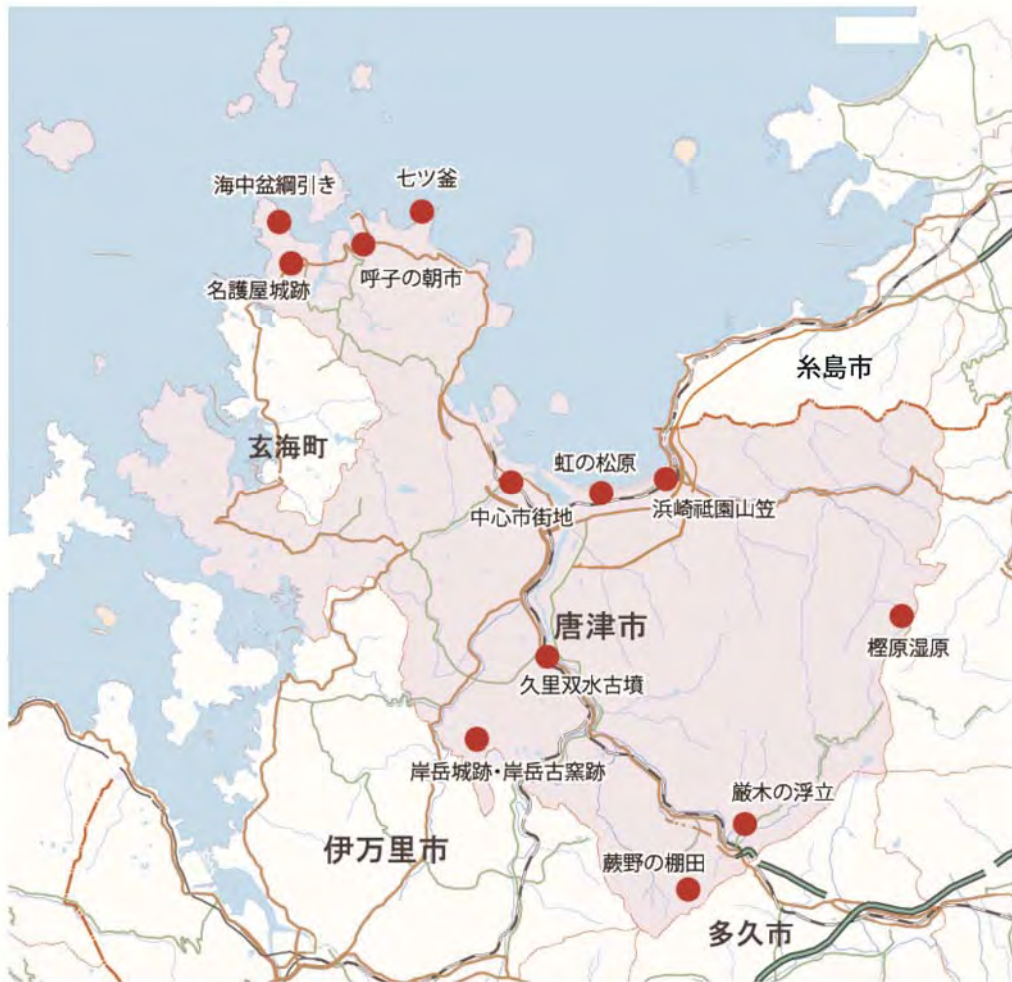 海中盆綱引き
七ツ釜
名護屋城跡
呼子の朝市
糸島市
玄海町
虹の松原
中心市街地
浜崎祗園山笠
唐津市
樫原湿原
久里双水古墳
岸岳城跡・岸岳古窯跡
厳木の浮立
伊万里市
蕨野の棚田
多久市